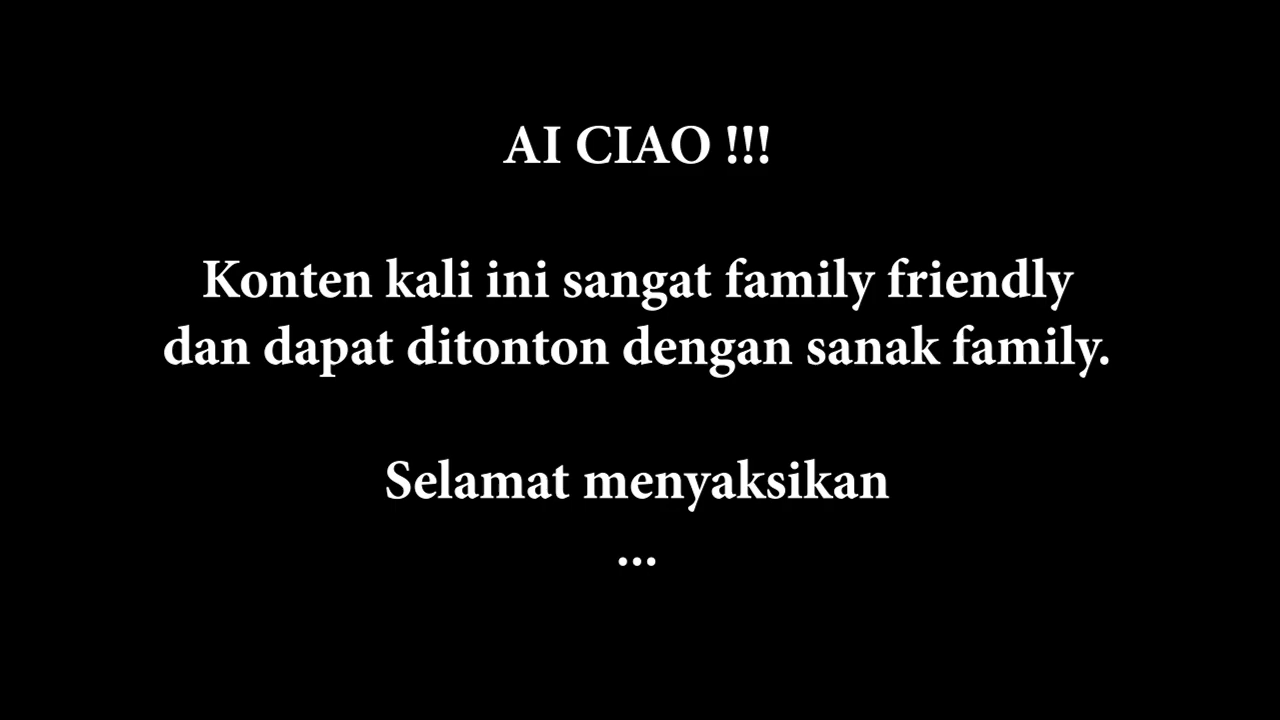 AI CIAO !!!
Konten kali ini sangat family friendly
dan dapat ditonton dengan sanak family.
Selamat menyaksikan
...